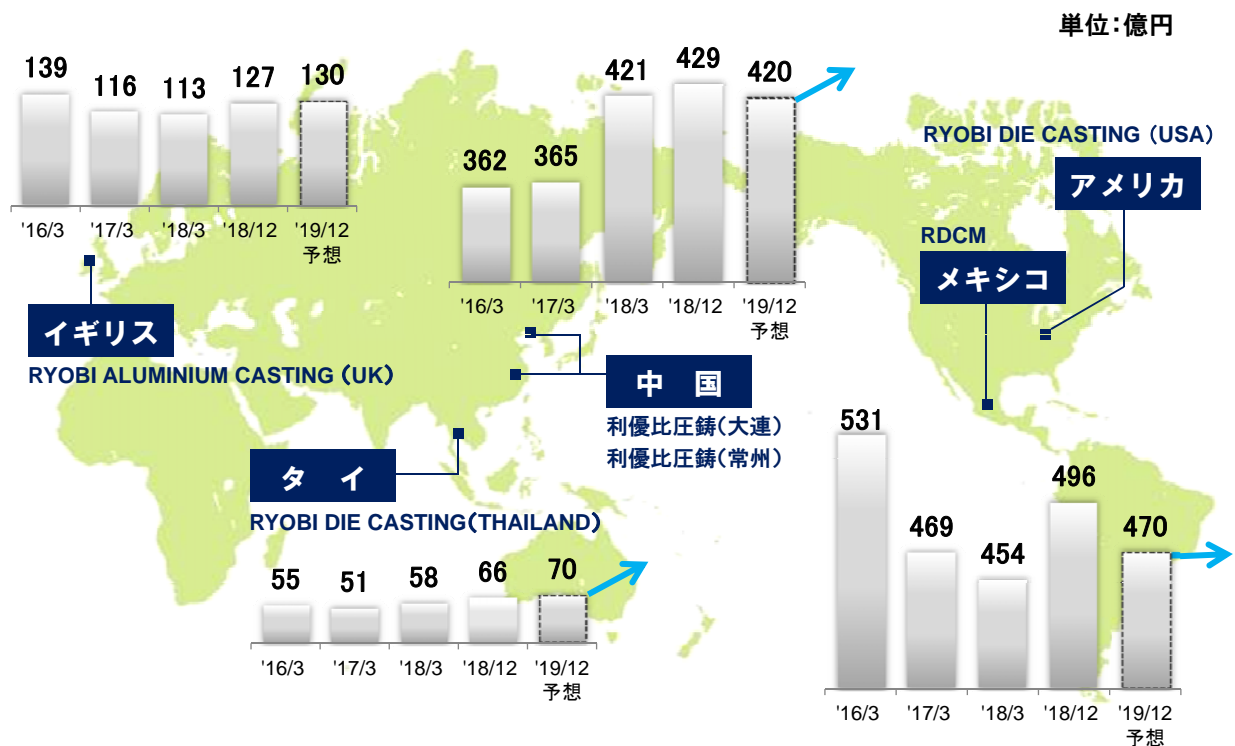 単位：億円
139
116
113
127
130
'16/3
'17/3
'18/3
'18/12
'19/12
予想
イギリス
RYOBI ALUMINIUM CASTING （UK）
362
365
421
429
420
'16/3
'17/3
'18/3
'18/12
'19/12
予想
中　国
利優比圧鋳（大連）
利優比圧鋳（常州）
タ　イ
RYOBI DIE CASTING（THAILAND）
55
51
58
66
70
'16/3
'17/3
'18/3
'18/12
'19/12
予想
RYOBI DIE CASTING （USA）
アメリカ
RDCM
メキシコ
531
469
454
496
470
'16/3
'17/3
'18/3
'18/12
'19/12
予想